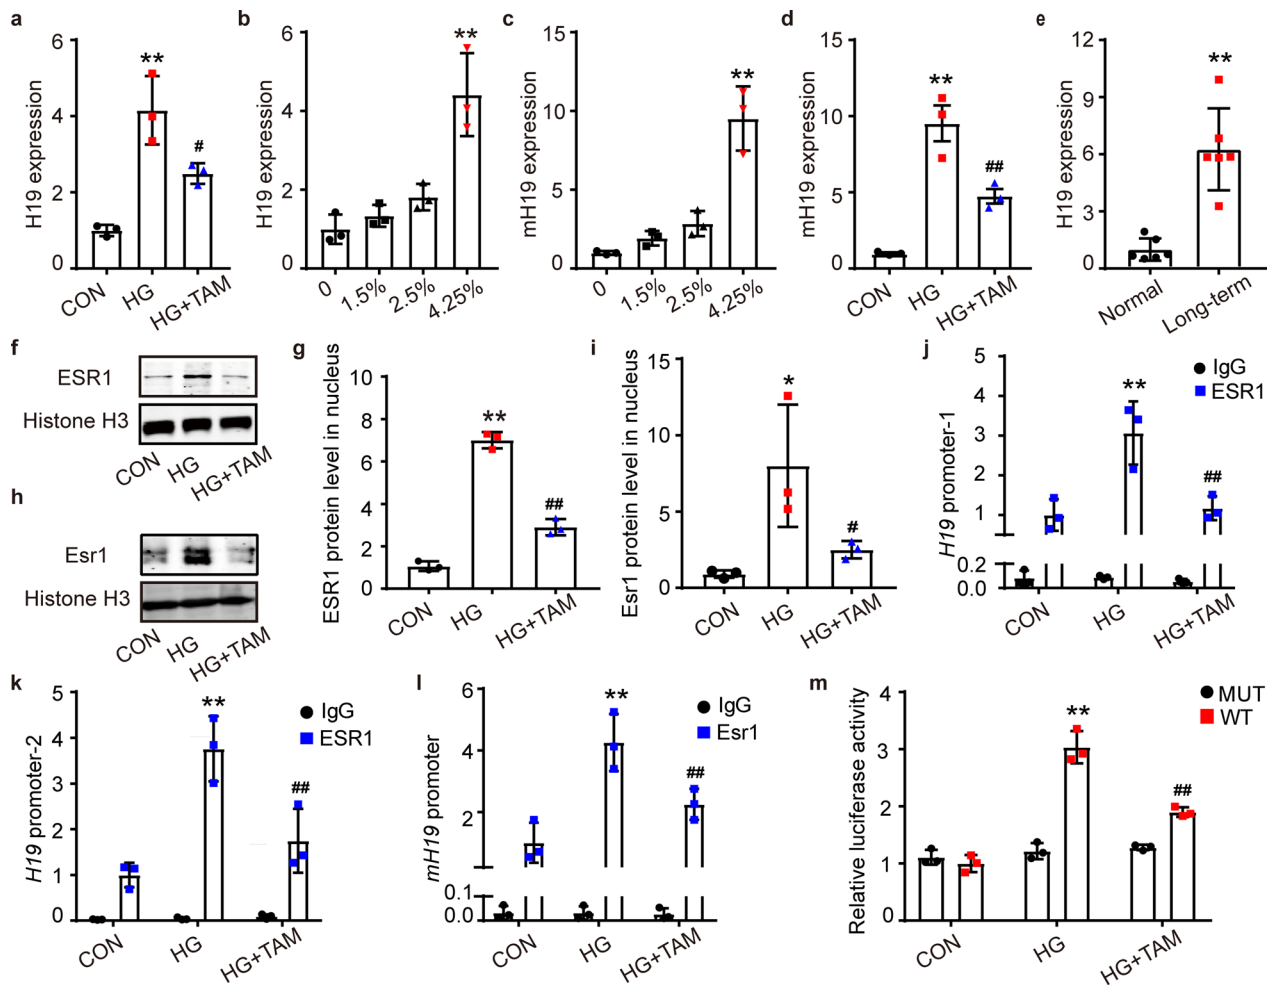 a
H19 expression
6
4
2
0
**
#
CON
HG
HG+TAM
b
H19 expression
6
4
2
0
**
0
1.5%
2.5%
4.25%
c
mH19 expression
15
10
5
0
**
0
1.5%
2.5%
4.25%
d
mH19 expression
15
10
5
0
**
##
CON
HG
HG+TAM
e
H19 expression
12
9
6
3
0
**
Normal
Long-term
f
ESR1
Histone H3
CON
HG
HG+TAM
g
ESR1 protein level in nucleus
10
8
6
4
2
0
**
##
CON
HG
HG+TAM
h
Esr1
Histone H3
CON
HG
HG+TAM
i
Esr1 protein level in nucleus
15
10
5
0
*
#
CON
HG
HG+TAM
j
H19 promoter-1
5
4
3
2
1
0.2
0.0
**
##
IgG
ESR1
CON
HG
HG+TAM
k
H19 promoter-2
5
4
3
2
1
0
**
##
IgG
ESR1
CON
HG
HG+TAM
l
mH19 promoter
6
4
2
0.1
0.0
**
##
IgG
Esr1
CON
HG
HG+TAM
m
Relative luciferase activity
4
3
2
1
0
**
##
MUT
WT
CON
HG
HG+TAM